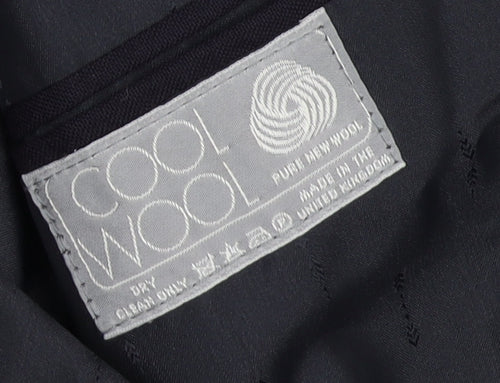 COOL
WOOL
PURE NEW WOOL
DRY
CLEAN ONLY
P
MADE IN THE
UNITED KINGDOM